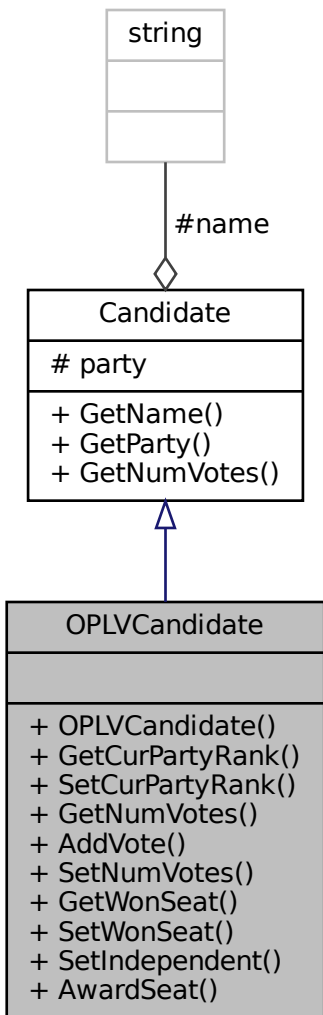 string
#name
Candidate
# party
+ GetName()
+ GetParty()
+ GetNumVotes()
OPLVCandidate
+ OPLVCandidate()
+ GetCurPartyRank()
+ SetCurPartyRank()
+ GetNumVotes()
+ AddVote()
+ SetNumVotes()
+ GetWonSeat()
+ SetWonSeat()
+ SetIndependent()
+ AwardSeat()